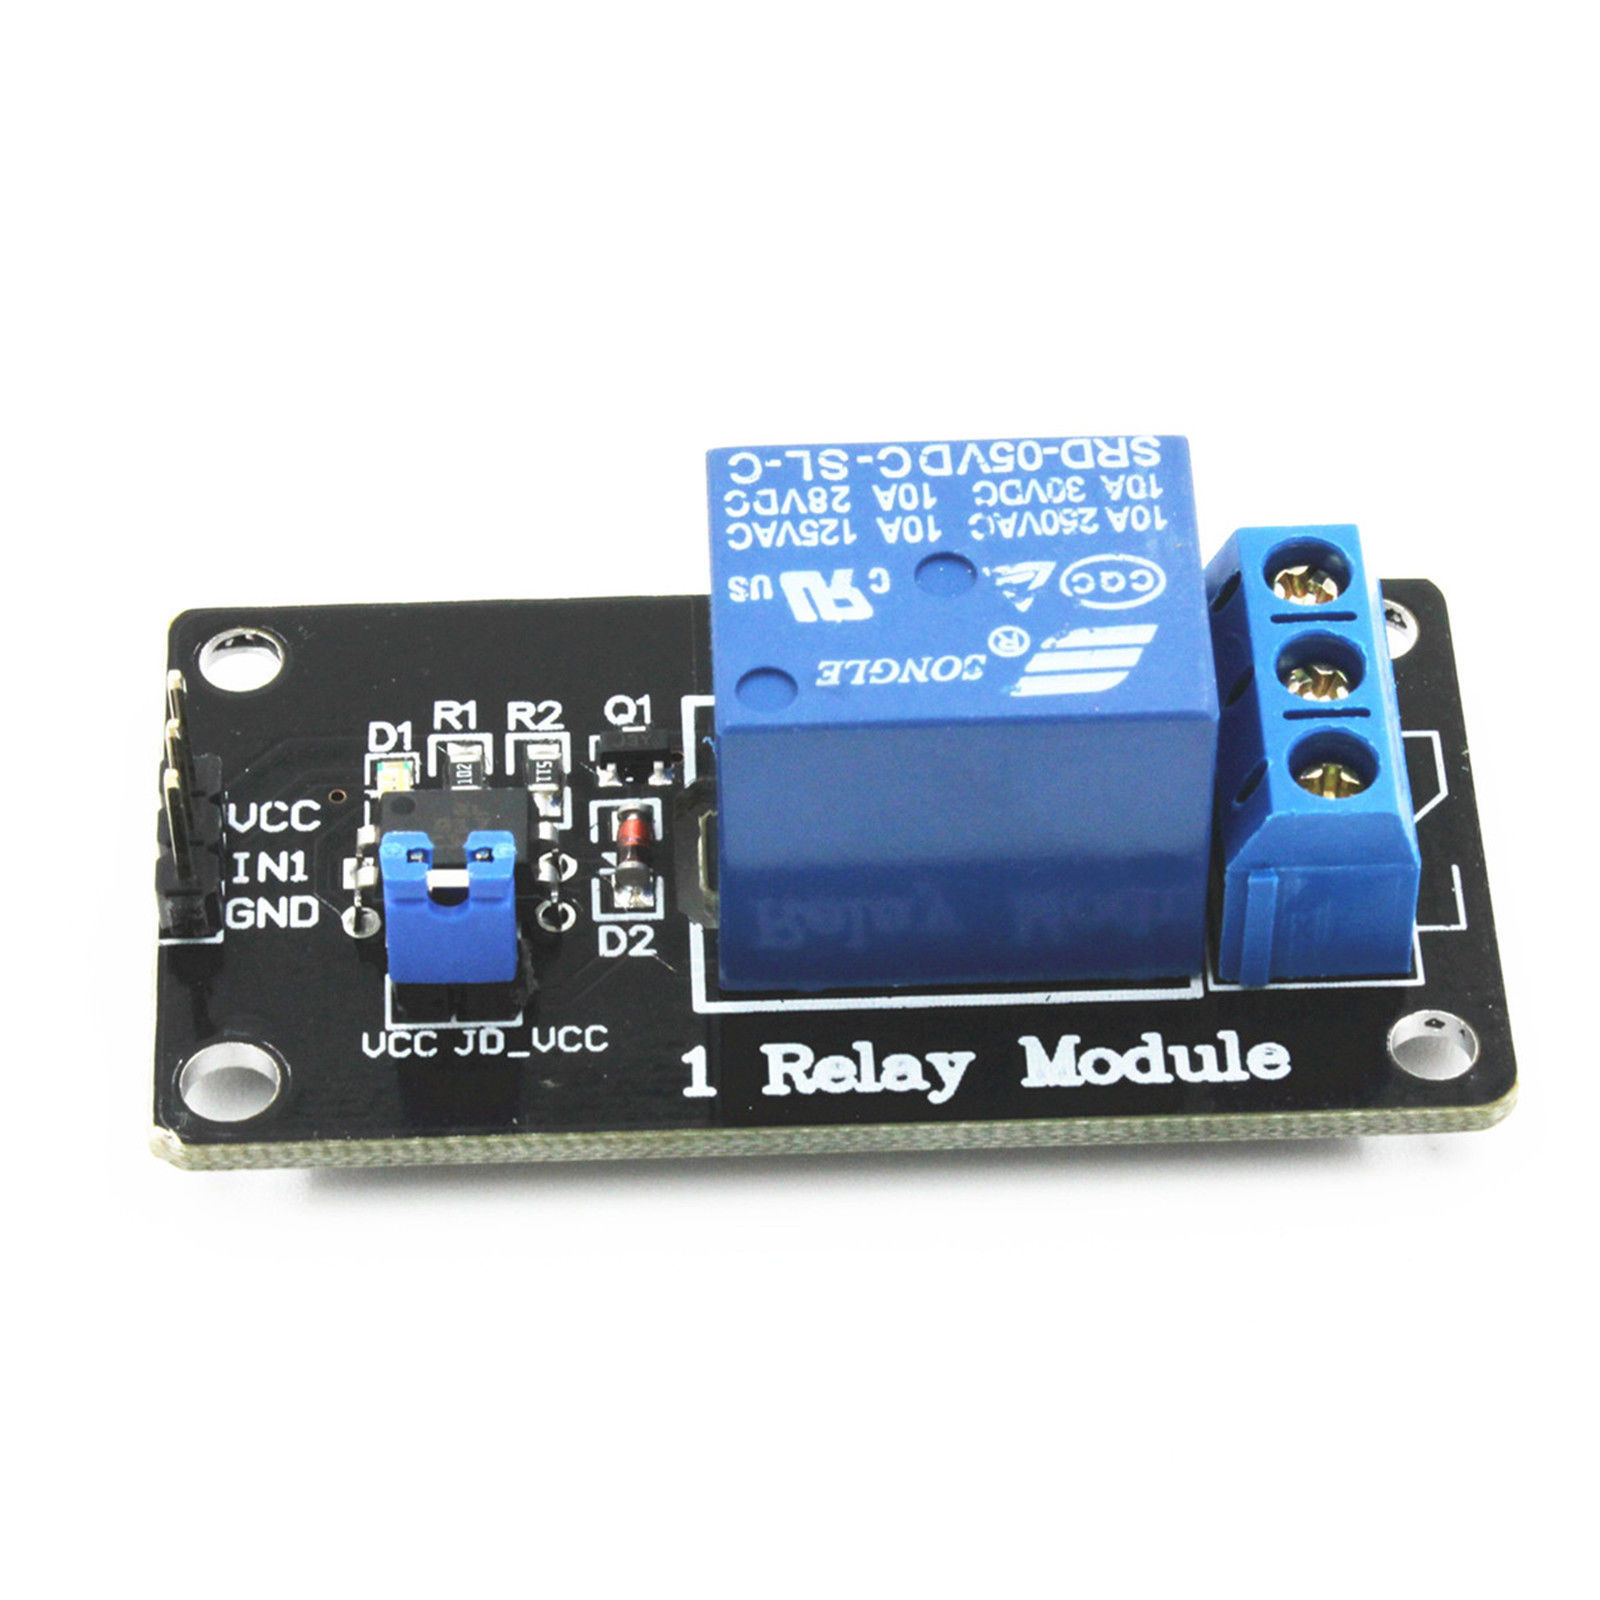 SRD-05VDC-SL-C
10A 30VDC 10A 28VDC
10A 250VAC 10A 125VAC
CQC C US
SONGLE ®
D1
R1
R2
Q1
102
VCC
IN1
GND
D2
VCC JD_VCC
1 Relay Module